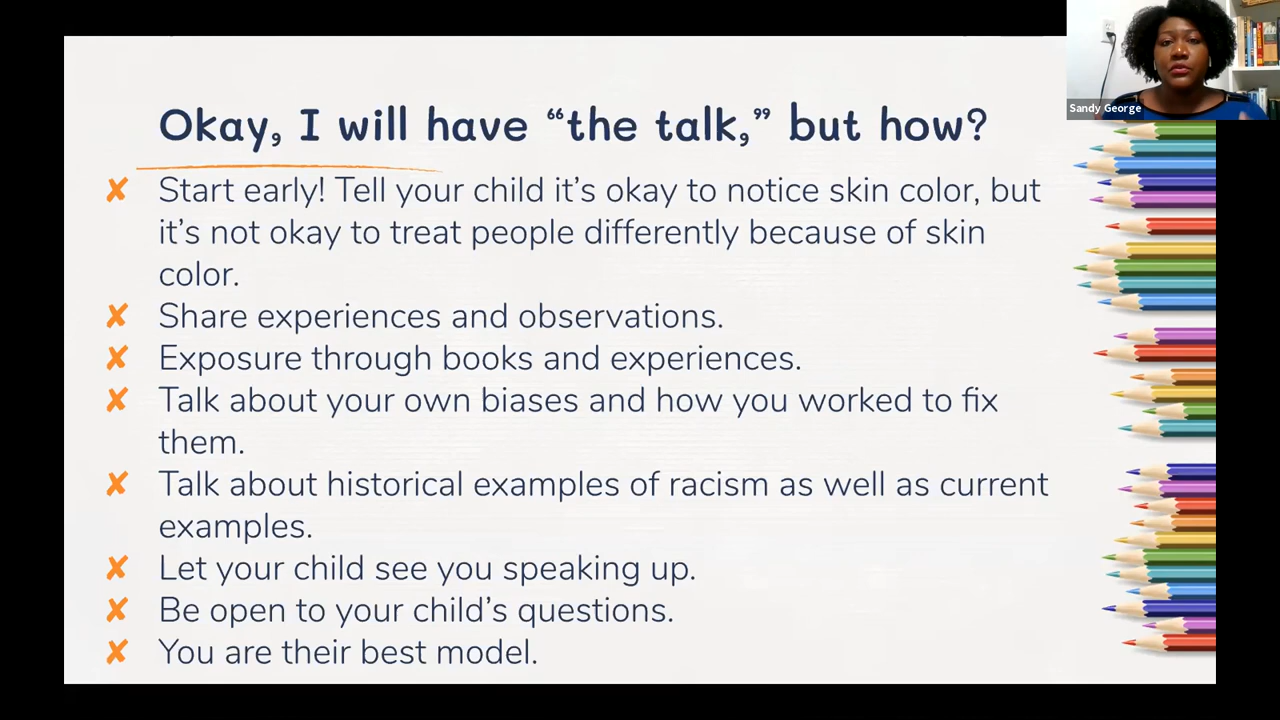 Okay, I will have “the talk,” but how?
✘ Start early! Tell your child it’s okay to notice skin color, but
it’s not okay to treat people differently because of skin
color.
✘ Share experiences and observations.
✘ Exposure through books and experiences.
✘ Talk about your own biases and how you worked to fix
them.
✘ Talk about historical examples of racism as well as current
examples.
✘ Let your child see you speaking up.
✘ Be open to your child’s questions.
✘ You are their best model.
Sandy George